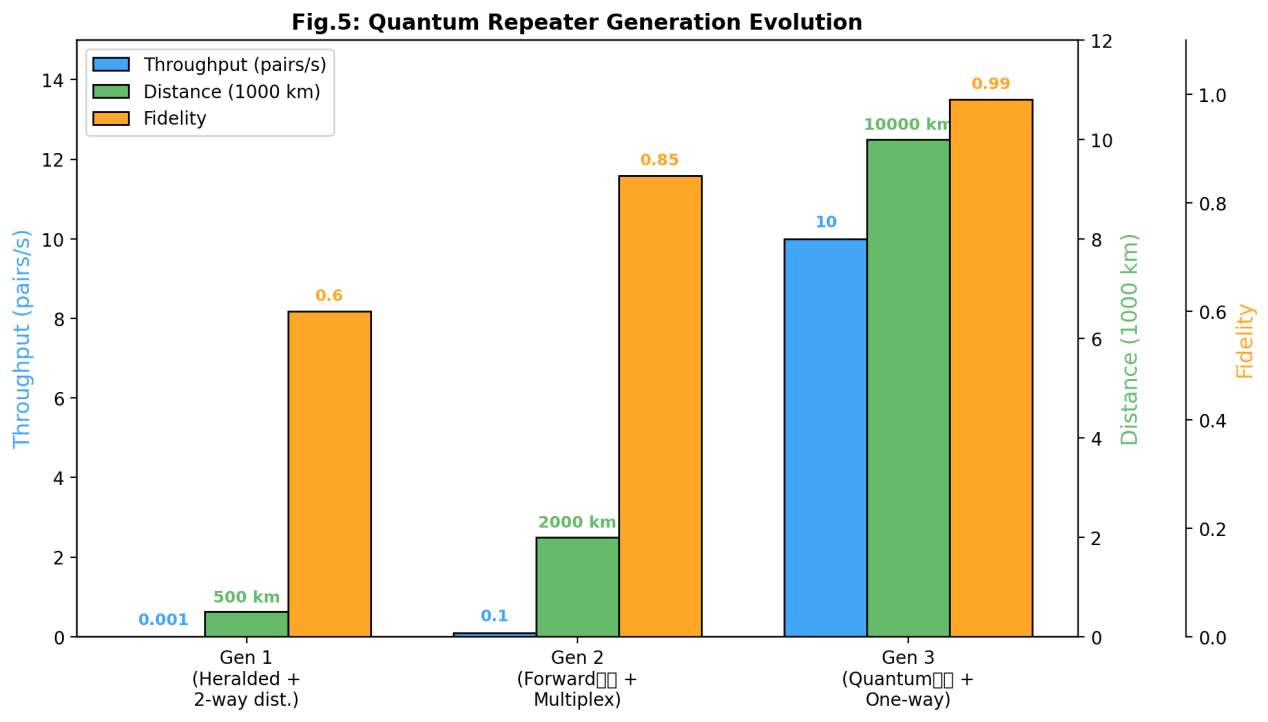 Fig.5: Quantum Repeater Generation Evolution
Throughput (pairs/s)
Distance (1000 km)
Fidelity
14
12
10
8
6
4
2
0
Throughput (pairs/s)
0.001
500 km
0.6
0.1
2000 km
0.85
10
10000 km
0.99
12
10
8
6
4
2
0
Distance (1000 km)
1.0
0.8
0.6
0.4
0.2
0.0
Fidelity
Gen 1
(Heralded +
2-way dist.)
Gen 2
(Forward▯▯ +
Multiplex)
Gen 3
(Quantum▯▯ +
One-way)